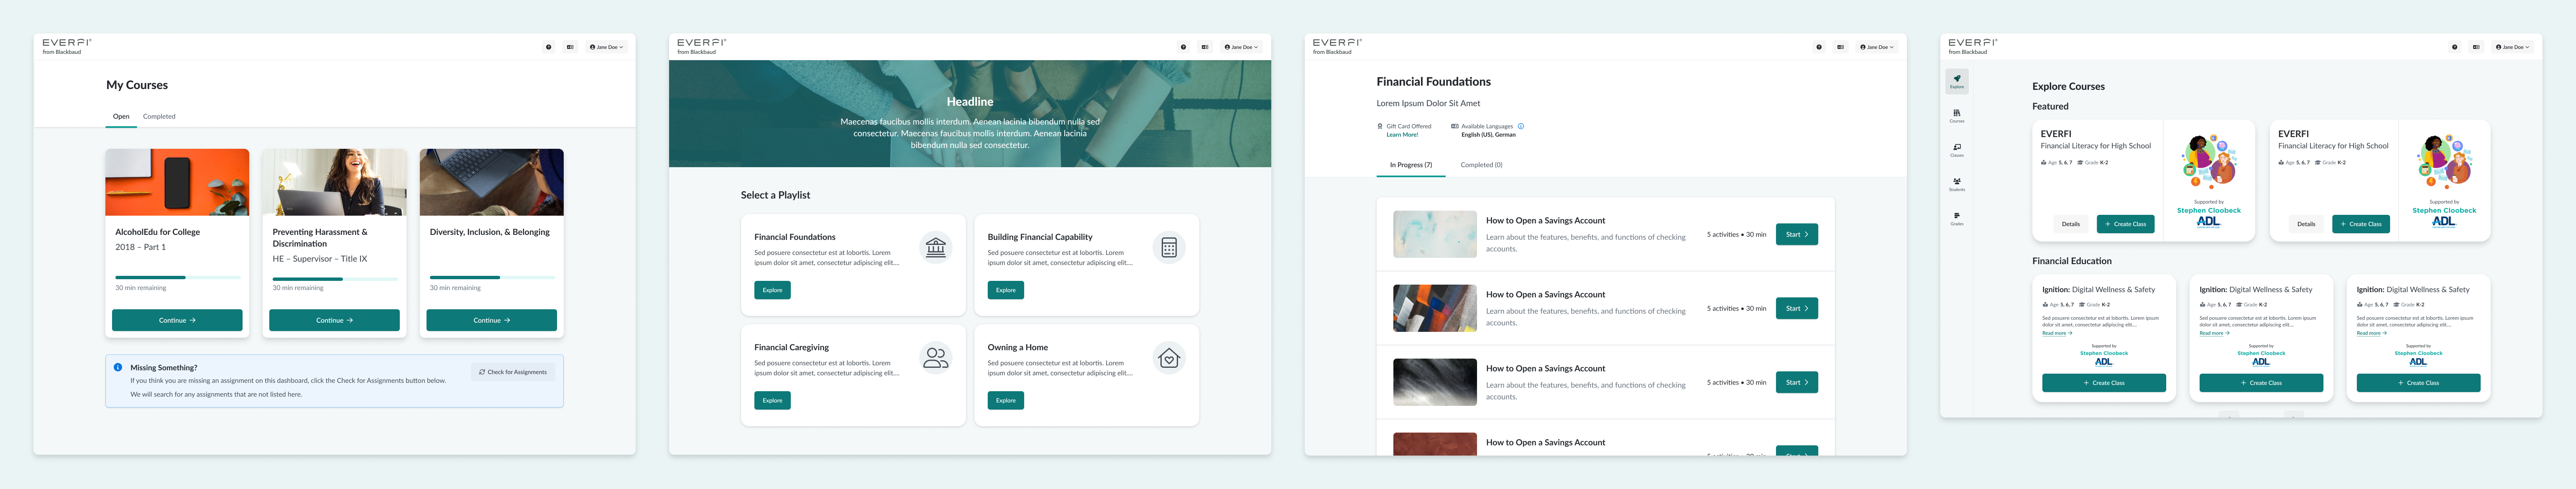 EVERFI®
from Blackbaud
Jane Doe
My Courses
Open Completed
AlcoholEdu for College
2018 – Part 1
30 min remaining
Continue
Preventing Harassment &
Discrimination
HE – Supervisor – Title IX
30 min remaining
Continue
Diversity, Inclusion, & Belonging
30 min remaining
Continue
Missing Something?
If you think you are missing an assignment on this dashboard, click the Check for Assignments button below.
We will search for any assignments that are not listed here.
Check for Assignments
EVERFI®
from Blackbaud
Jane Doe
Headline
Maecenas faucibus mollis interdum. Aenean lacinia bibendum nulla sed
consectetur. Maecenas faucibus mollis interdum. Aenean lacinia
bibendum nulla sed consectetur.
Select a Playlist
Financial Foundations
Sed posuere consectetur est at lobortis. Lorem
ipsum dolor sit amet, consectetur adipiscing elit....
Explore
Building Financial Capability
Sed posuere consectetur est at lobortis. Lorem
ipsum dolor sit amet, consectetur adipiscing elit....
Explore
Financial Caregiving
Sed posuere consectetur est at lobortis. Lorem
ipsum dolor sit amet, consectetur adipiscing elit....
Explore
Owning a Home
Sed posuere consectetur est at lobortis. Lorem
ipsum dolor sit amet, consectetur adipiscing elit....
Explore
EVERFI®
from Blackbaud
Jane Doe
Financial Foundations
Lorem Ipsum Dolor Sit Amet
Gift Card Offered
Learn More!
Available Languages
English (US), German
In Progress (7) Completed (0)
How to Open a Savings Account
Learn about the features, benefits, and functions of checking
accounts.
5 activities • 30 min
Start
How to Open a Savings Account
Learn about the features, benefits, and functions of checking
accounts.
5 activities • 30 min
Start
How to Open a Savings Account
Learn about the features, benefits, and functions of checking
accounts.
5 activities • 30 min
Start
How to Open a Savings Account
5 activities • 30 min
Start
EVERFI®
from Blackbaud
Jane Doe
Explore
Courses
Classes
Students
Grades
Explore Courses
Featured
EVERFI
Financial Literacy for High School
Age 5, 6, 7 Grade K-2
Details
Create Class
Supported by
Stephen Cloobeck
ADL
EVERFI
Financial Literacy for High School
Age 5, 6, 7 Grade K-2
Details
Create Class
Supported by
Stephen Cloobeck
ADL
Financial Education
Ignition: Digital Wellness & Safety
Age 5, 6, 7 Grade K-2
Sed posuere consectetur est at lobortis. Lorem ipsum
dolor sit amet, consectetur adipiscing elit....
Read more
Supported by
Stephen Cloobeck
ADL
Create Class
Ignition: Digital Wellness & Safety
Age 5, 6, 7 Grade K-2
Sed posuere consectetur est at lobortis. Lorem ipsum
dolor sit amet, consectetur adipiscing elit....
Read more
Supported by
Stephen Cloobeck
ADL
Create Class
Ignition: Digital Wellness & Safety
Age 5, 6, 7 Grade K-2
Sed posuere consectetur est at lobortis. Lorem ipsum
dolor sit amet, consectetur adipiscing elit....
Read more
Supported by
Stephen Cloobeck
ADL
Create Class